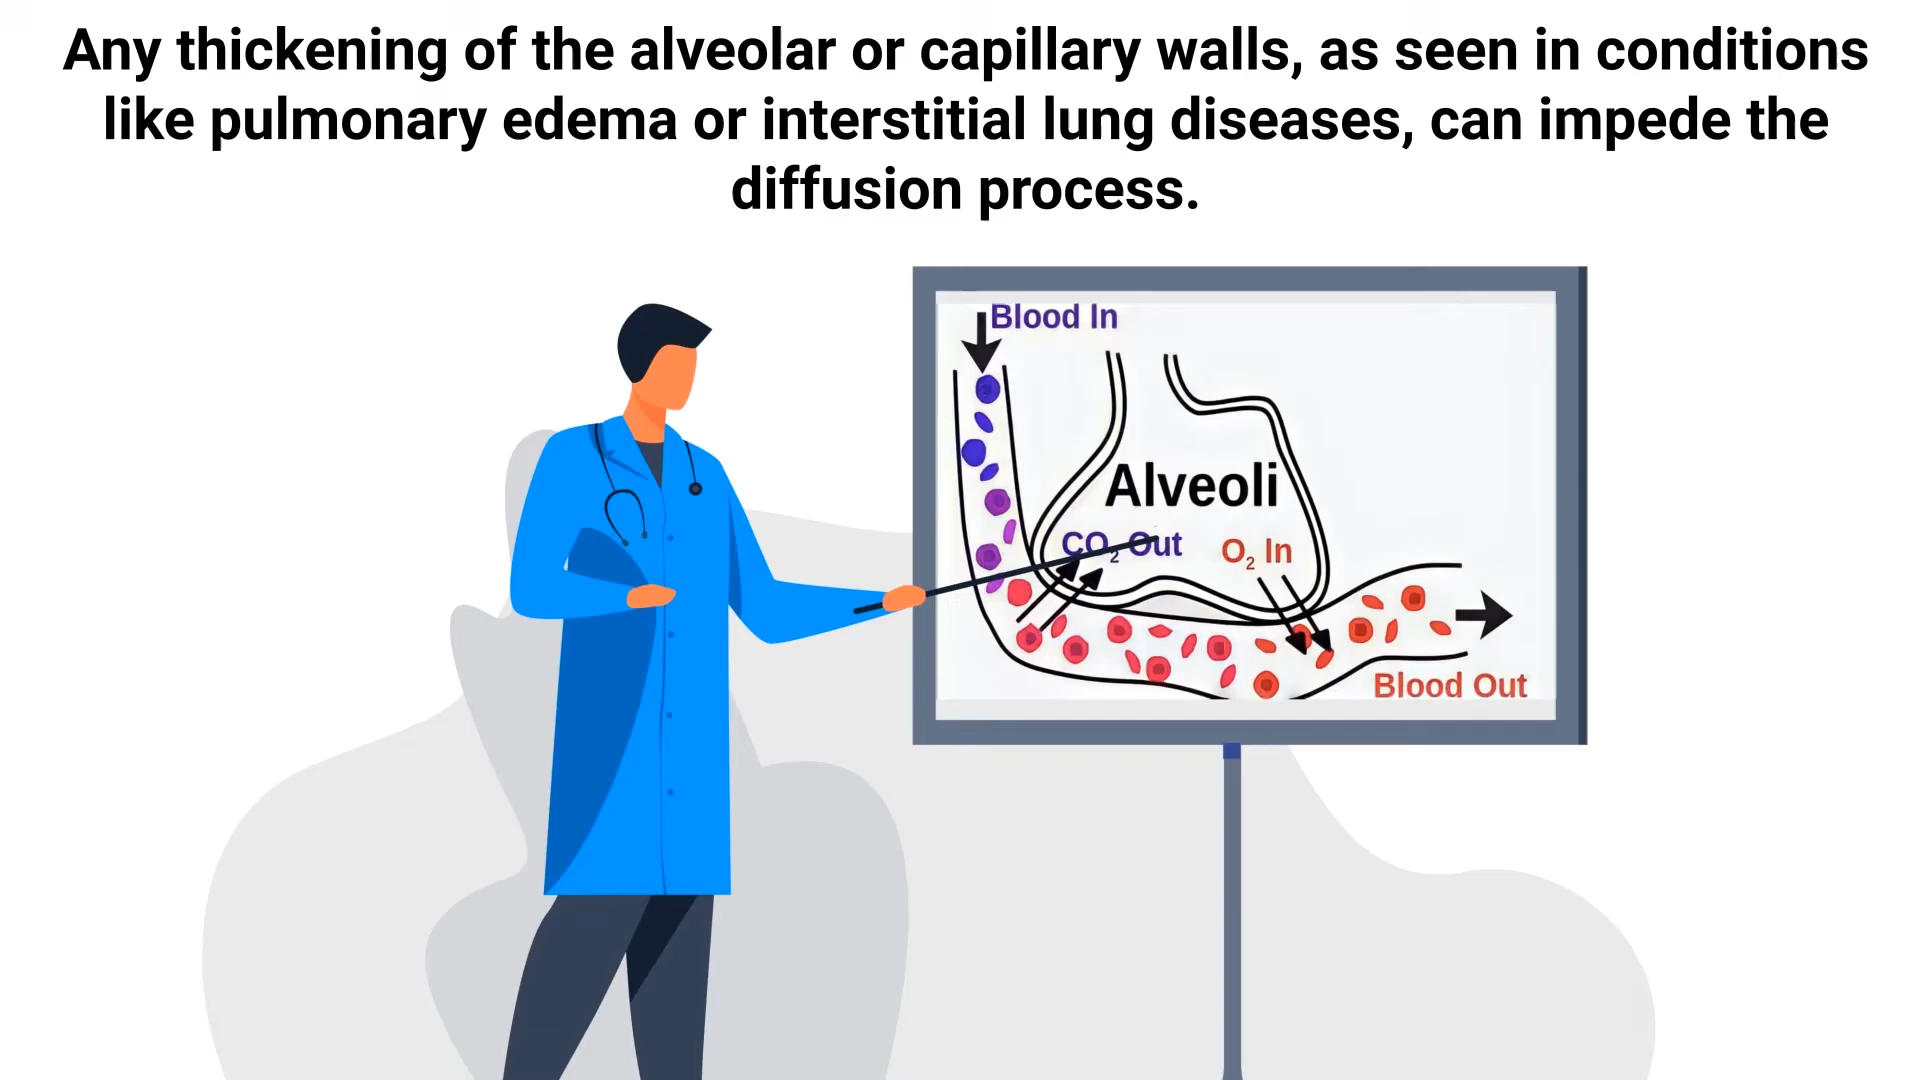 Any thickening of the alveolar or capillary walls, as seen in conditions
like pulmonary edema or interstitial lung diseases, can impede the
diffusion process.
Blood In
Alveoli
CO₂ Out
O₂ In
Blood Out